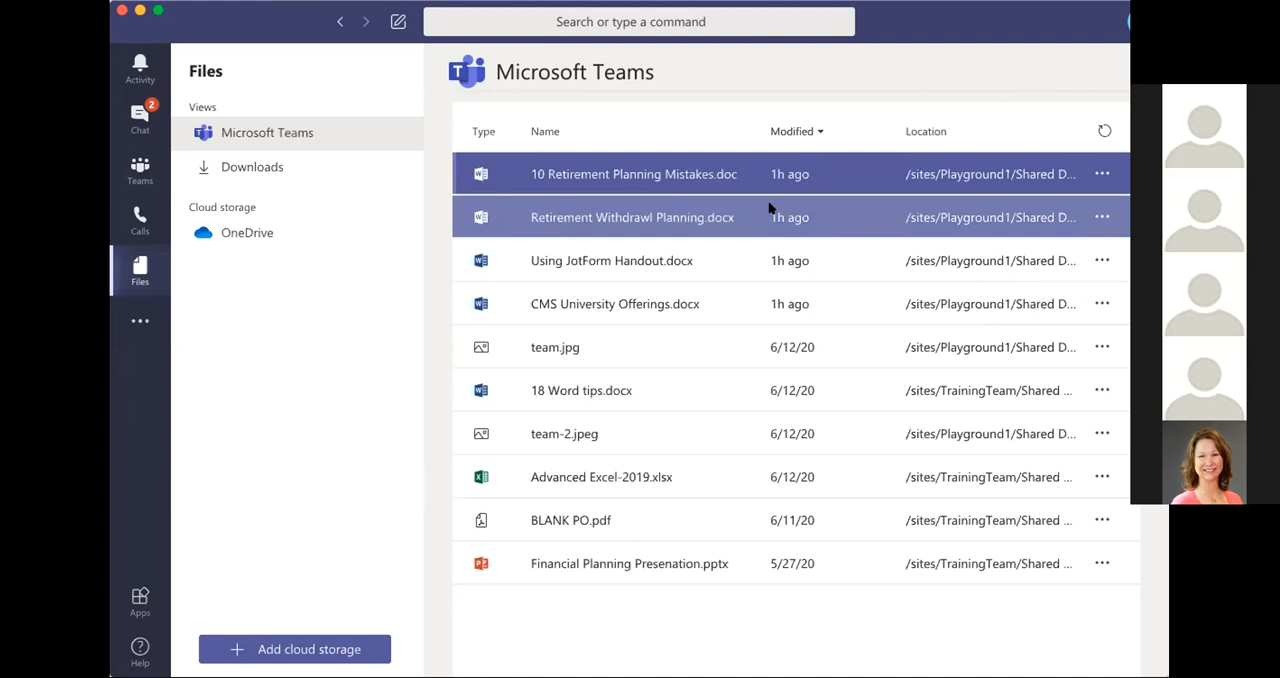 Search or type a command
Activity
2
Chat
Teams
Calls
Files
Apps
Help
Files
Views
Microsoft Teams
Downloads
Cloud storage
OneDrive
Add cloud storage
Microsoft Teams
Type Name Modified Location
10 Retirement Planning Mistakes.doc 1h ago /sites/Playground1/Shared D...
Retirement Withdrawl Planning.docx 1h ago /sites/Playground1/Shared D...
Using JotForm Handout.docx 1h ago /sites/Playground1/Shared D...
CMS University Offerings.docx 1h ago /sites/Playground1/Shared D...
team.jpg 6/12/20 /sites/Playground1/Shared D...
18 Word tips.docx 6/12/20 /sites/TrainingTeam/Shared ...
team-2.jpeg 6/12/20 /sites/Playground1/Shared D...
Advanced Excel-2019.xlsx 6/12/20 /sites/TrainingTeam/Shared ...
BLANK PO.pdf 6/11/20 /sites/TrainingTeam/Shared ...
Financial Planning Presenation.pptx 5/27/20 /sites/TrainingTeam/Shared ...